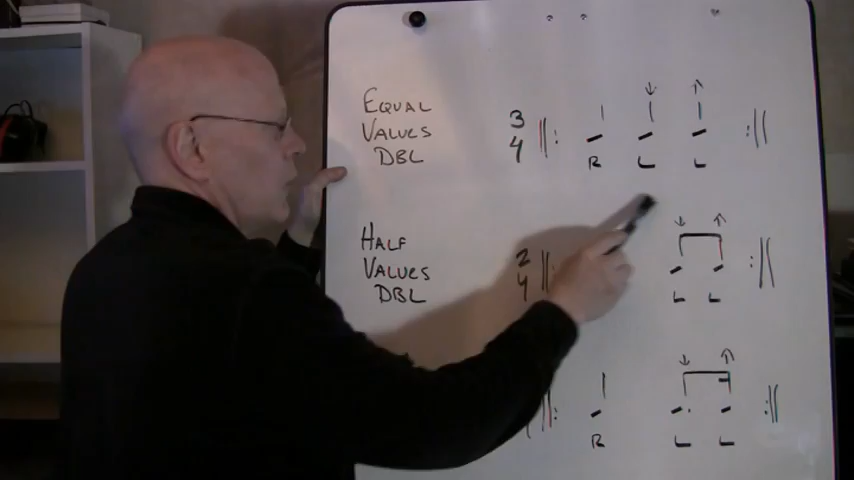 EQUAL
VALUES
DBL
3
4
R L L
HALF
VALUES
DBL
2
4
L L
R L L